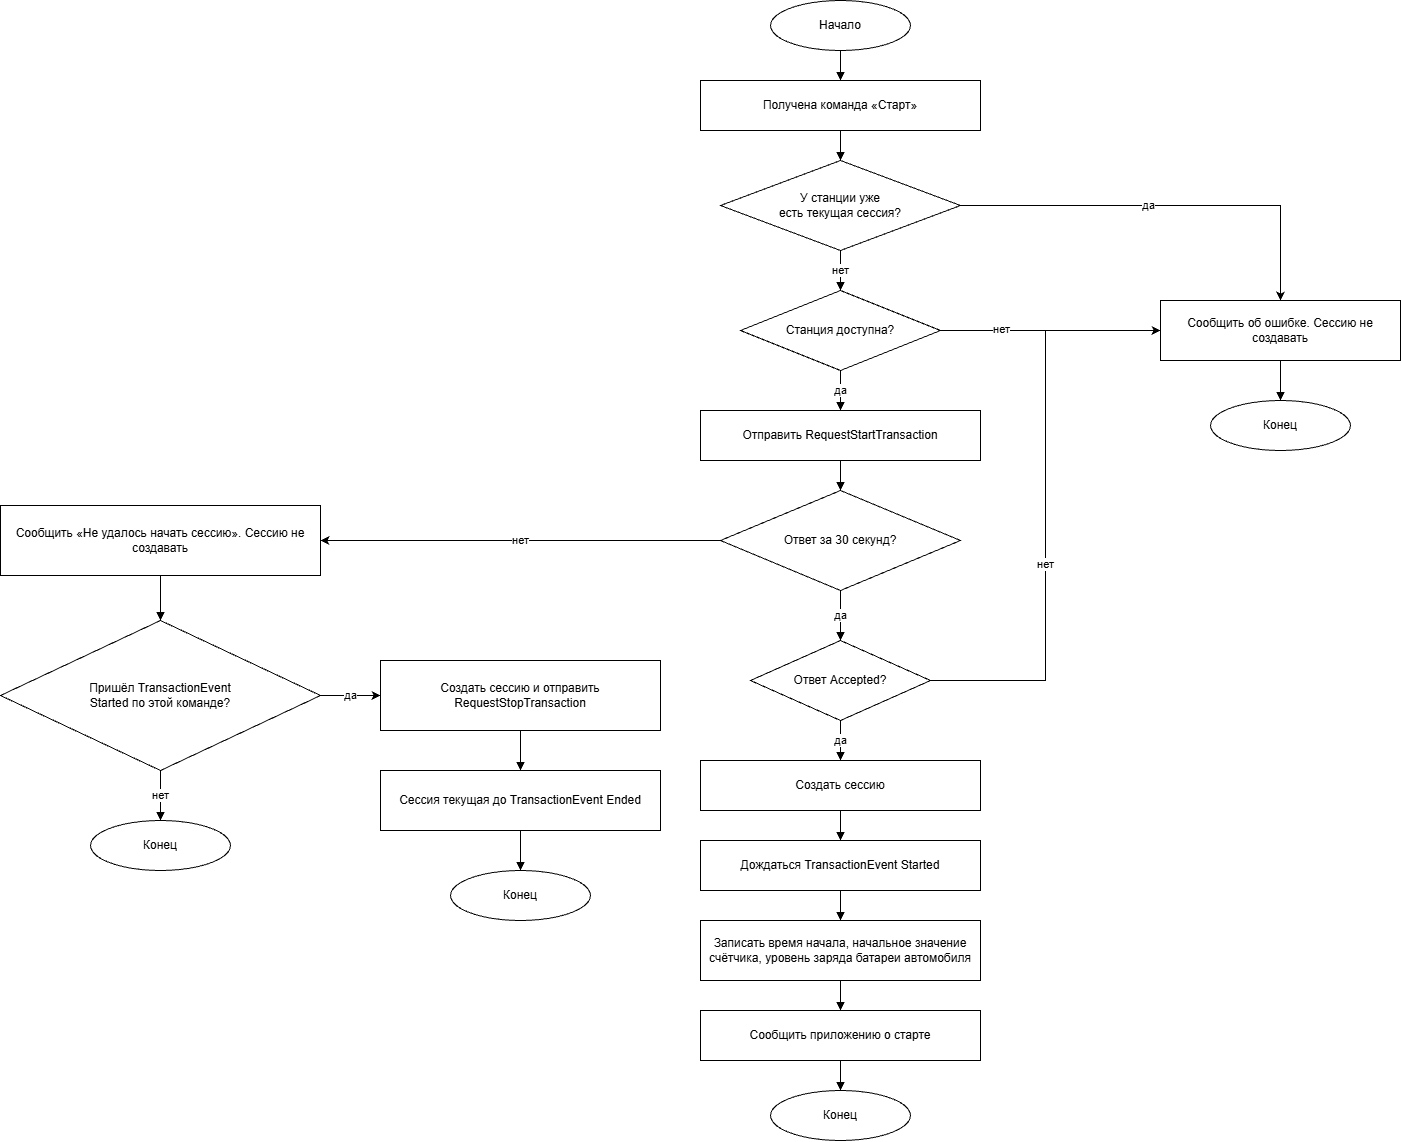 Начало
Получена команда «Старт»
У станции уже
есть текущая сессия?
да
нет
Станция доступна?
нет
Сообщить об ошибке. Сессию не
создавать
да
Конец
Отправить RequestStartTransaction
Ответ за 30 секунд?
нет
Сообщить «Не удалось начать сессию». Сессию не
создавать
нет
да
Ответ Accepted?
Пришёл TransactionEvent
Started по этой команде?
да
Создать сессию и отправить
RequestStopTransaction
да
Создать сессию
нет
Сессия текущая до TransactionEvent Ended
Конец
Дождаться TransactionEvent Started
Конец
Записать время начала, начальное значение
счётчика, уровень заряда батареи автомобиля
Сообщить приложению о старте
Конец